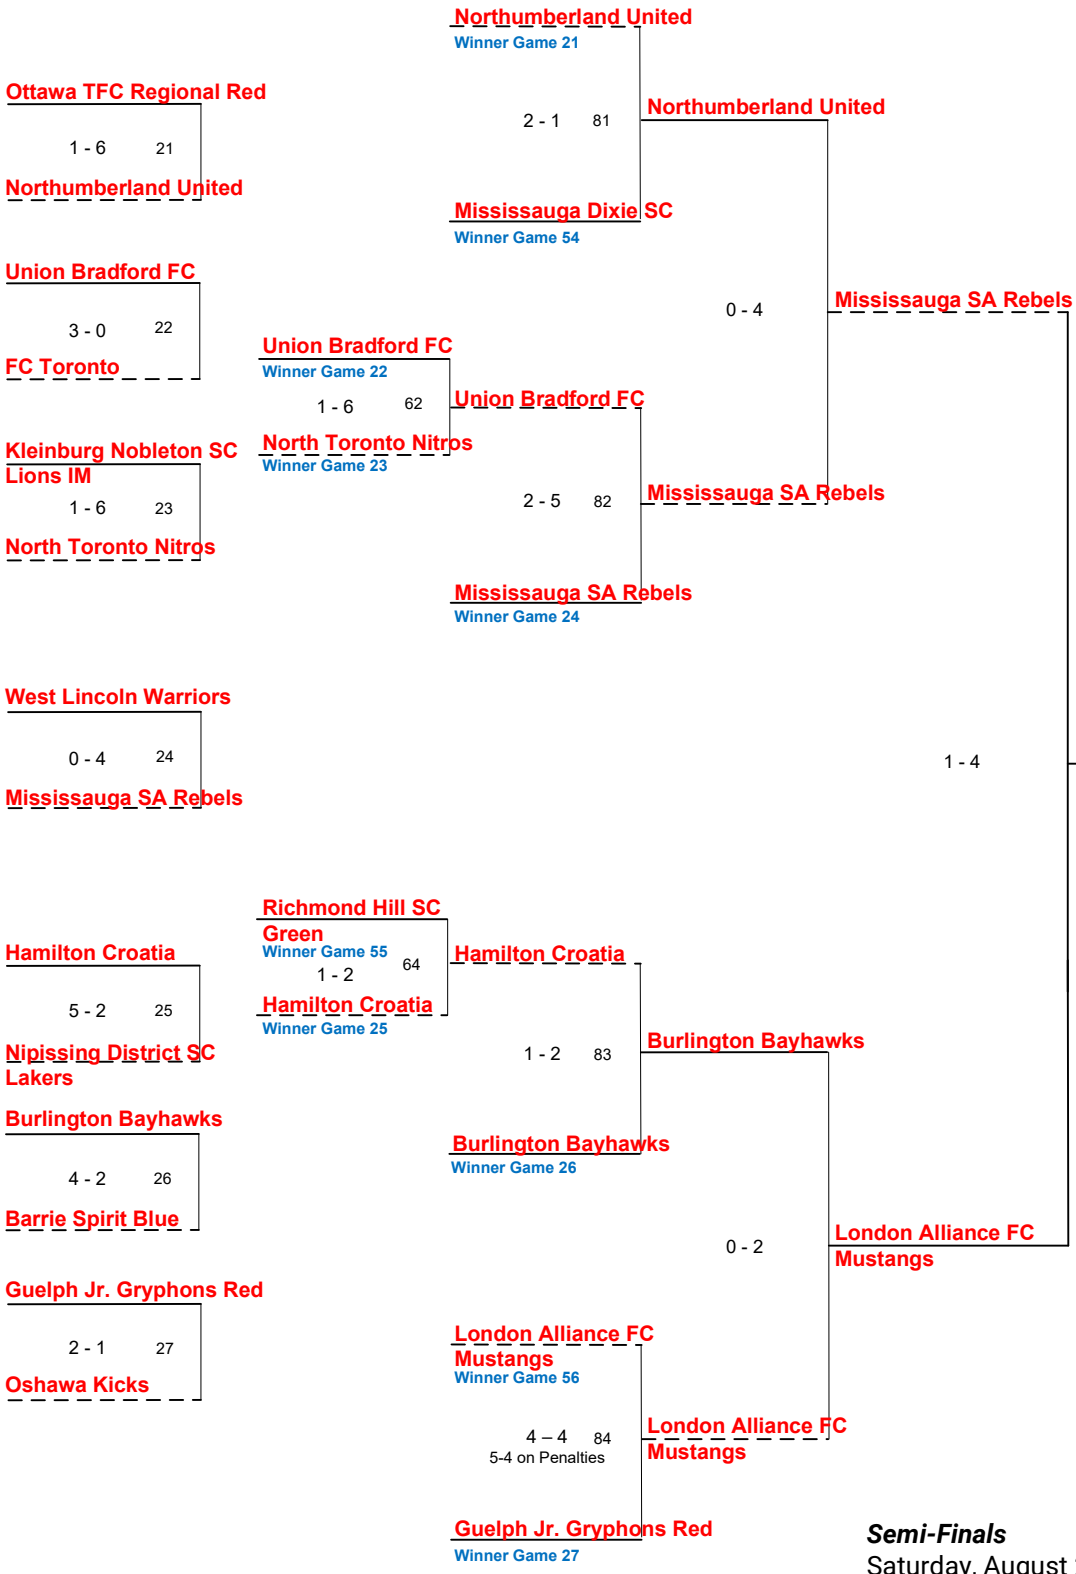 Northumberland United
Winner Game 21
Ottawa TFC Regional Red
1 - 6 21
Northumberland United
2 - 1 81
Northumberland United
Mississauga Dixie SC
Winner Game 54
Union Bradford FC
3 - 0 22
FC Toronto
0 - 4
Mississauga SA Rebels
Union Bradford FC
Winner Game 22
1 - 6 62
North Toronto Nitros
Winner Game 23
Union Bradford FC
Kleinburg Nobleton SC
Lions IM
1 - 6 23
North Toronto Nitros
2 - 5 82
Mississauga SA Rebels
Mississauga SA Rebels
Winner Game 24
West Lincoln Warriors
0 - 4 24
Mississauga SA Rebels
1 - 4
Richmond Hill SC
Green
Winner Game 55
1 - 2 64
Hamilton Croatia
Winner Game 25
Hamilton Croatia
Hamilton Croatia
5 - 2 25
Nipissing District SC
Lakers
1 - 2 83
Burlington Bayhawks
Burlington Bayhawks
4 - 2 26
Barrie Spirit Blue
Burlington Bayhawks
Winner Game 26
0 - 2
London Alliance FC
Mustangs
Guelph Jr. Gryphons Red
2 - 1 27
Oshawa Kicks
London Alliance FC
Mustangs
Winner Game 56
4 – 4 84
5-4 on Penalties
London Alliance FC
Mustangs
Guelph Jr. Gryphons Red
Winner Game 27
Semi-Finals
Saturday, August